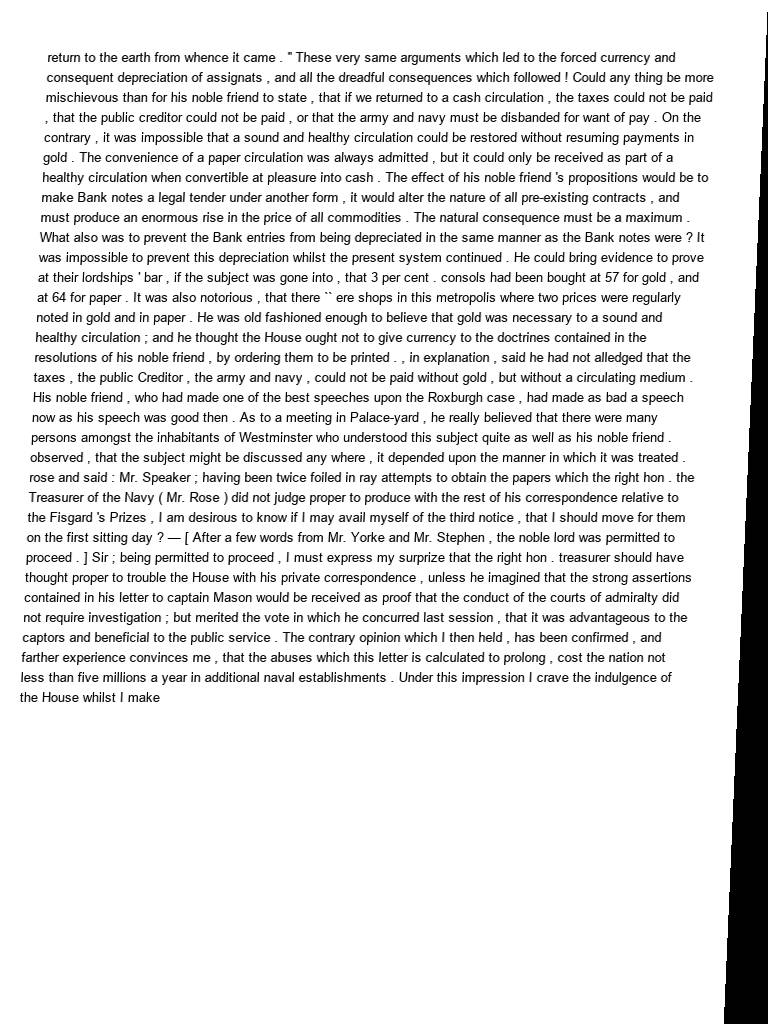 return to the earth from whence it came . " These very same arguments which led to the forced currency and
consequent depreciation of assignats , and all the dreadful consequences which followed ! Could any thing be more
mischievous than for his noble friend to state , that if we returned to a cash circulation , the taxes could not be paid
, that the public creditor could not be paid , or that the army and navy must be disbanded for want of pay . On the
contrary , it was impossible that a sound and healthy circulation could be restored without resuming payments in
gold . The convenience of a paper circulation was always admitted , but it could only be received as part of a
healthy circulation when convertible at pleasure into cash . The effect of his noble friend 's propositions would be to
make Bank notes a legal tender under another form , it would alter the nature of all pre-existing contracts , and
must produce an enormous rise in the price of all commodities . The natural consequence must be a maximum .
What also was to prevent the Bank entries from being depreciated in the same manner as the Bank notes were ? It
was impossible to prevent this depreciation whilst the present system continued . He could bring evidence to prove
at their lordships ' bar , if the subject was gone into , that 3 per cent . consols had been bought at 57 for gold , and
at 64 for paper . It was also notorious , that there `` ere shops in this metropolis where two prices were regularly
noted in gold and in paper . He was old fashioned enough to believe that gold was necessary to a sound and
healthy circulation ; and he thought the House ought not to give currency to the doctrines contained in the
resolutions of his noble friend , by ordering them to be printed . , in explanation , said he had not alledged that the
taxes , the public Creditor , the army and navy , could not be paid without gold , but without a circulating medium .
His noble friend , who had made one of the best speeches upon the Roxburgh case , had made as bad a speech
now as his speech was good then . As to a meeting in Palace-yard , he really believed that there were many
persons amongst the inhabitants of Westminster who understood this subject quite as well as his noble friend .
observed , that the subject might be discussed any where , it depended upon the manner in which it was treated .
rose and said : Mr. Speaker ; having been twice foiled in ray attempts to obtain the papers which the right hon . the
Treasurer of the Navy ( Mr. Rose ) did not judge proper to produce with the rest of his correspondence relative to
the Fisgard 's Prizes , I am desirous to know if I may avail myself of the third notice , that I should move for them
on the first sitting day ? — [ After a few words from Mr. Yorke and Mr. Stephen , the noble lord was permitted to
proceed . ] Sir ; being permitted to proceed , I must express my surprize that the right hon . treasurer should have
thought proper to trouble the House with his private correspondence , unless he imagined that the strong assertions
contained in his letter to captain Mason would be received as proof that the conduct of the courts of admiralty did
not require investigation ; but merited the vote in which he concurred last session , that it was advantageous to the
captors and beneficial to the public service . The contrary opinion which I then held , has been confirmed , and
farther experience convinces me , that the abuses which this letter is calculated to prolong , cost the nation not
less than five millions a year in additional naval establishments . Under this impression I crave the indulgence of
the House whilst I make